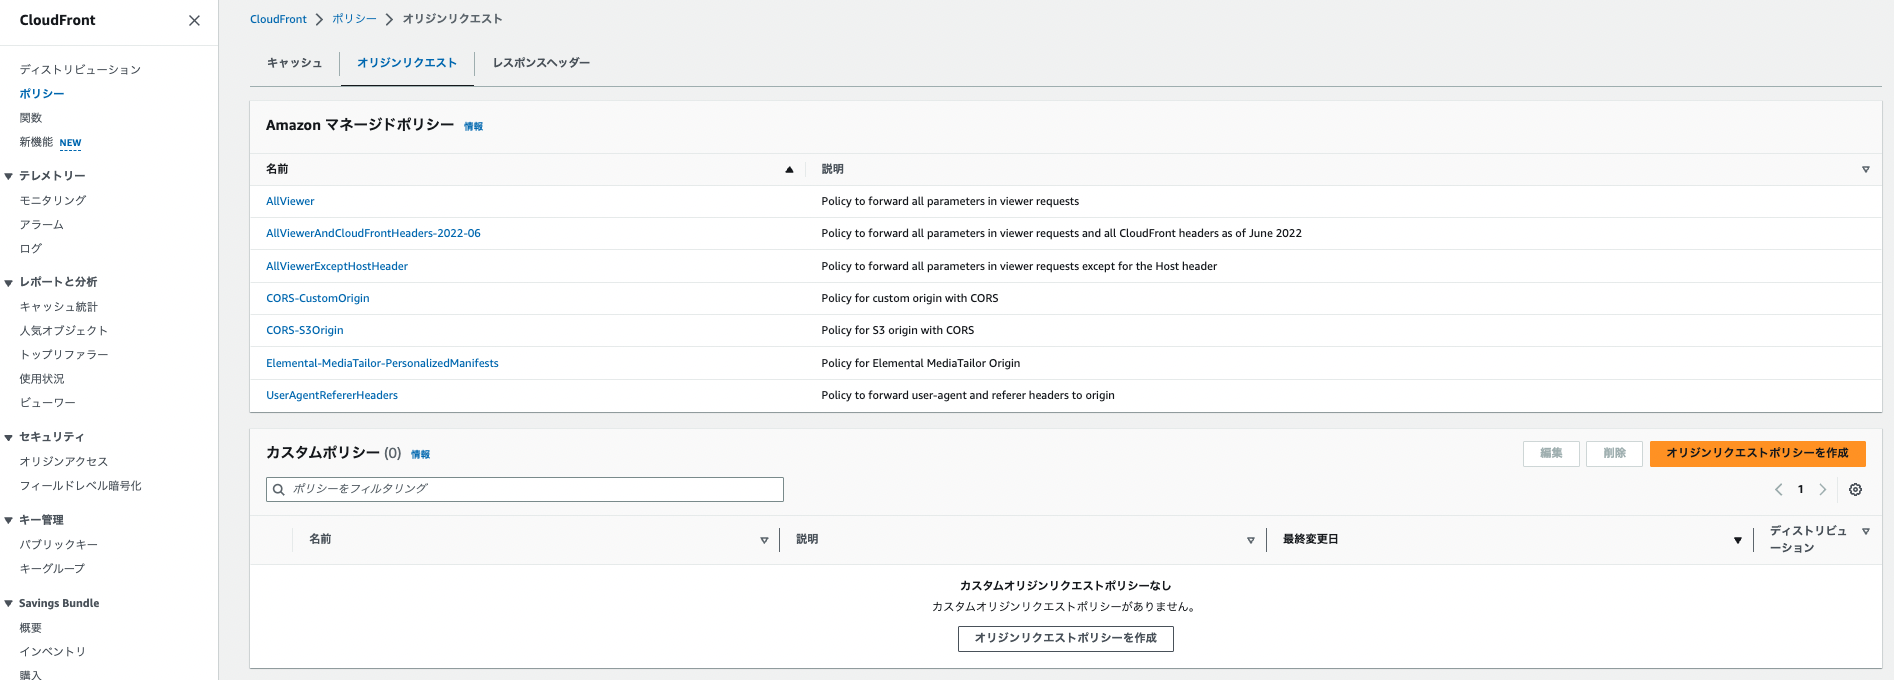 CloudFront
ディストリビューション
ポリシー
関数
新機能 NEW
テレメトリー
モニタリング
アラーム
ログ
レポートと分析
キャッシュ統計
人気オブジェクト
トップリファラー
使用状況
ビューワー
セキュリティ
オリジンアクセス
フィールドレベル暗号化
キー管理
パブリックキー
キーグループ
Savings Bundle
概要
インベントリ
購入
CloudFront ポリシー オリジンリクエスト
キャッシュ オリジンリクエスト レスポンスヘッダー
Amazon マネージドポリシー 情報
名前 説明
AllViewer Policy to forward all parameters in viewer requests
AllViewerAndCloudFrontHeaders-2022-06 Policy to forward all parameters in viewer requests and all CloudFront headers as of June 2022
AllViewerExceptHostHeader Policy to forward all parameters in viewer requests except for the Host header
CORS-CustomOrigin Policy for custom origin with CORS
CORS-S3Origin Policy for S3 origin with CORS
Elemental-MediaTailor-PersonalizedManifests Policy for Elemental MediaTailor Origin
UserAgentRefererHeaders Policy to forward user-agent and referer headers to origin
カスタムポリシー (0) 情報
編集 削除 オリジンリクエストポリシーを作成
ポリシーをフィルタリング
1
名前 説明 最終変更日 ディストリビュ
ーション
カスタムオリジンリクエストポリシーなし
カスタムオリジンリクエストポリシーがありません。
オリジンリクエストポリシーを作成